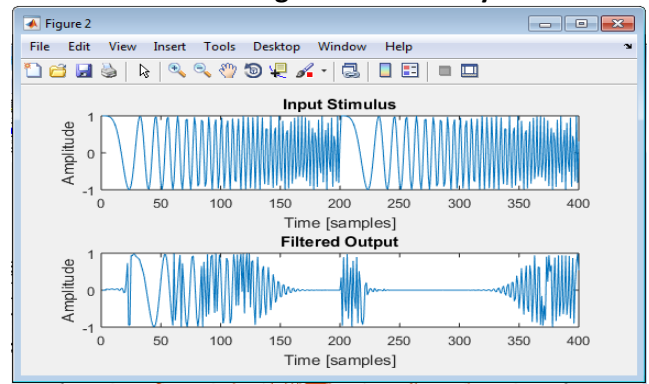 Figure 2
File Edit View Insert Tools Desktop Window Help
Input Stimulus
Amplitude
1
0
-1
0 50 100 150 200 250 300 350 400
Time [samples]
Filtered Output
Amplitude
1
0
-1
0 50 100 150 200 250 300 350 400
Time [samples]